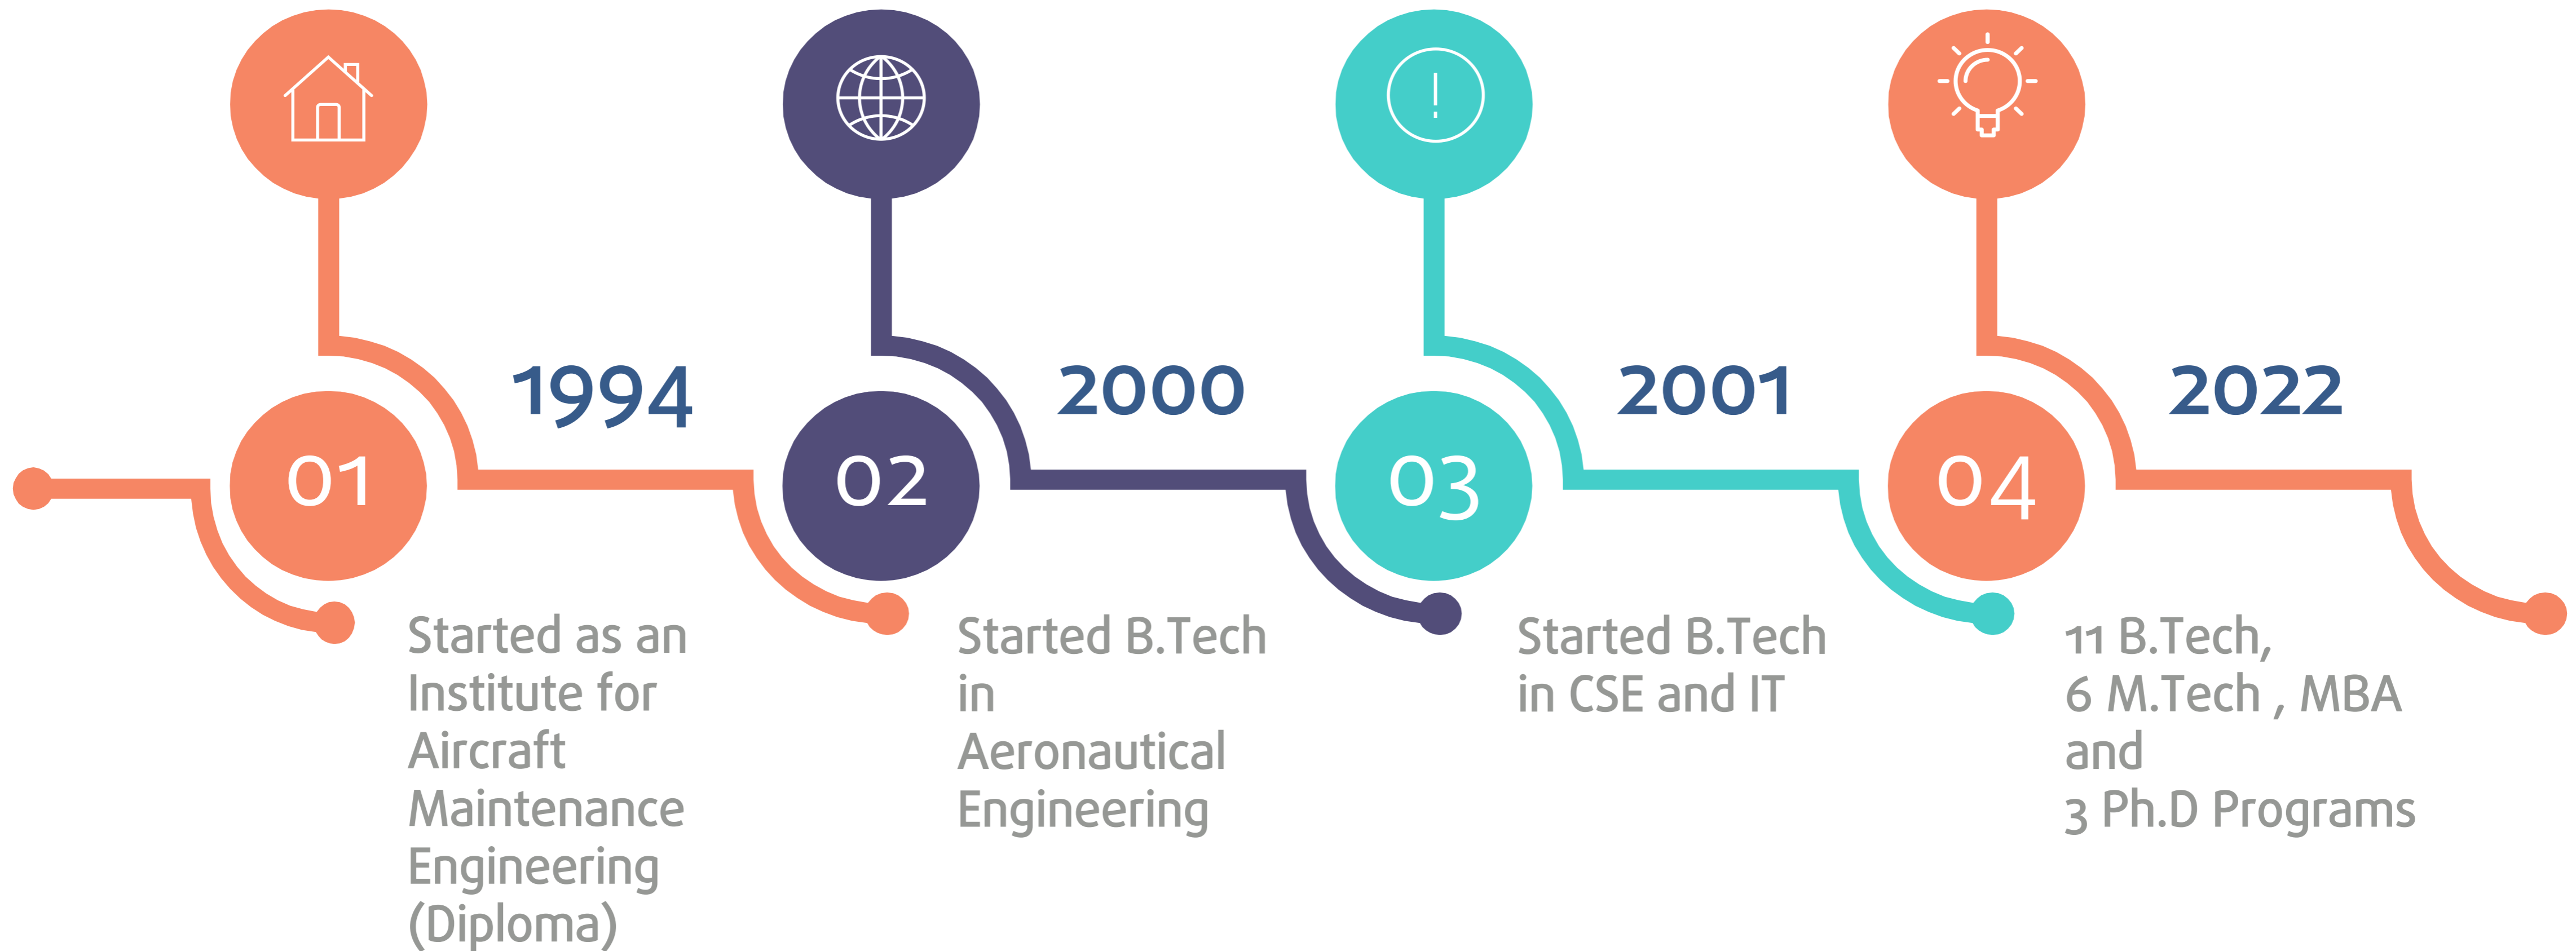 01
1994
Started as an
Institute for
Aircraft
Maintenance
Engineering
(Diploma)
02
2000
Started B.Tech
in
Aeronautical
Engineering
03
2001
Started B.Tech
in CSE and IT
04
2022
11 B.Tech,
6 M.Tech , MBA
and
3 Ph.D Programs